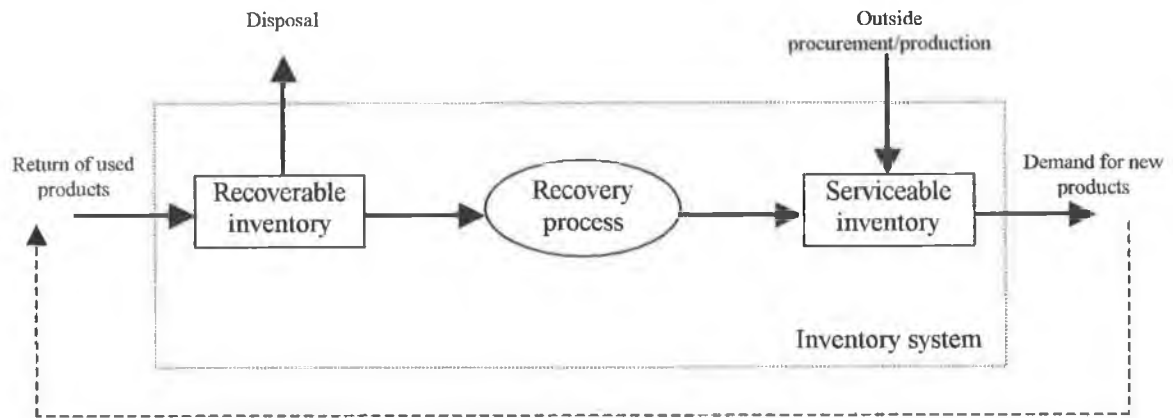 Disposal
Outside
procurement/production
Return of used
products
Recoverable
inventory
Recovery
process
Serviceable
inventory
Demand for new
products
Inventory system